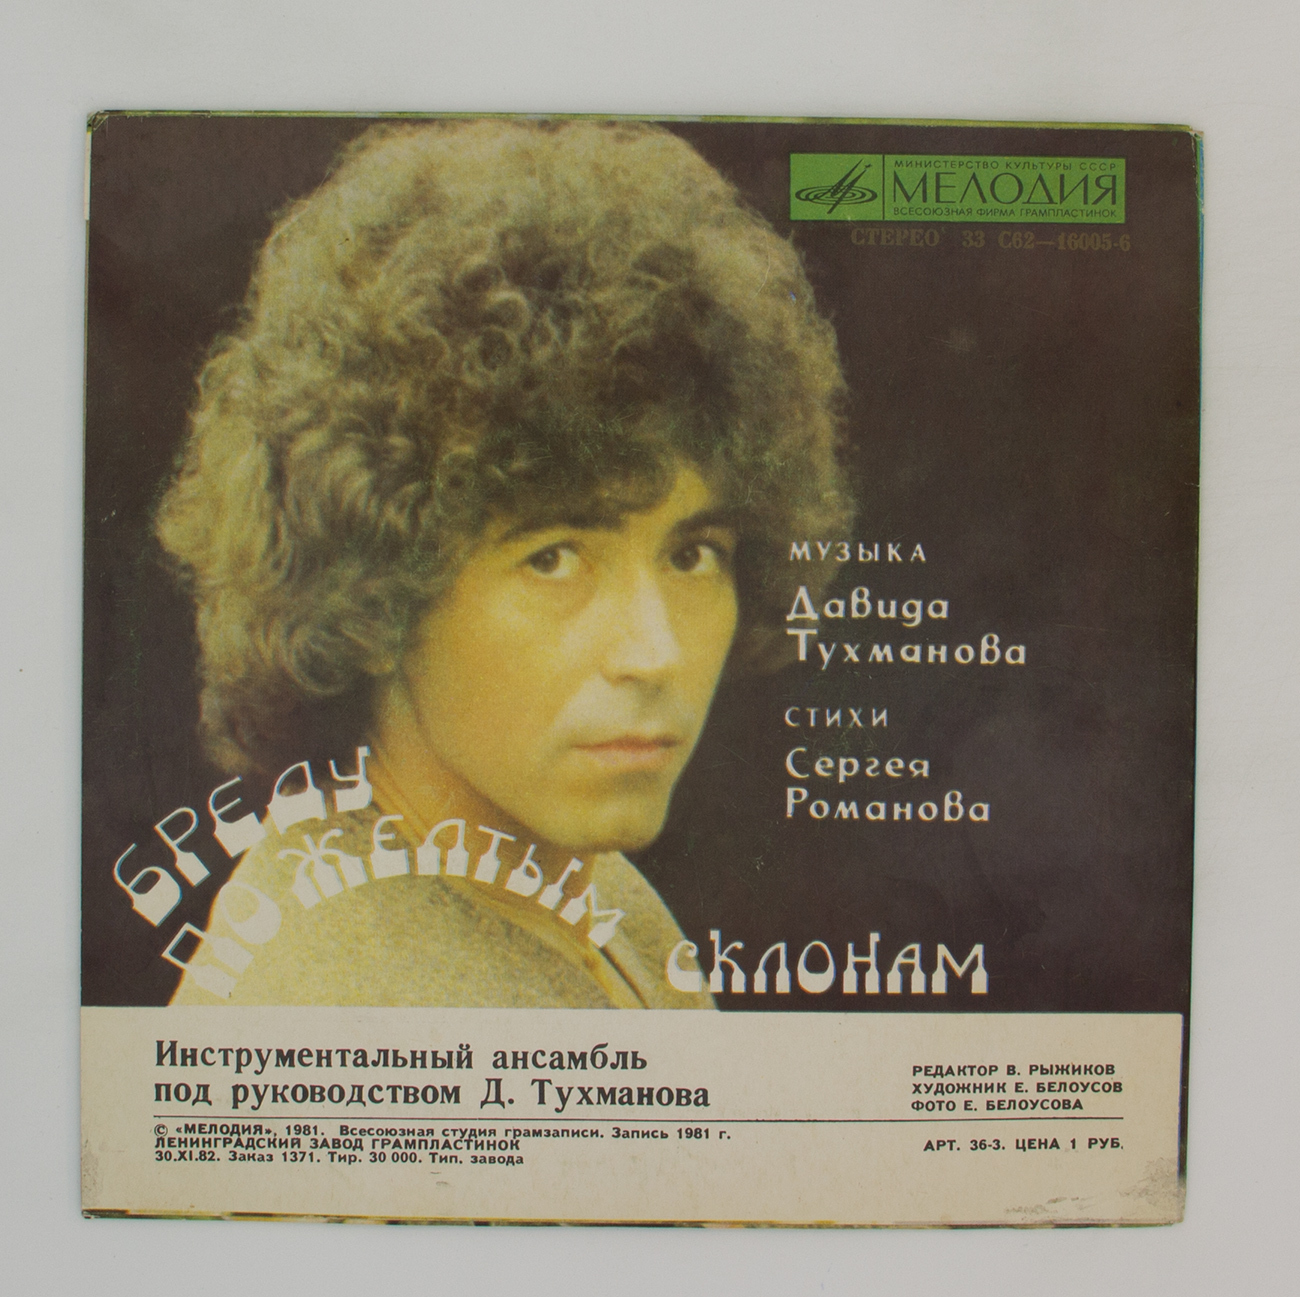 МИНИСТЕРСТВО КУЛЬТУРЫ СССР
МЕЛОДИЯ
ВСЕСОЮЗНАЯ ФИРМА ГРАМПЛАСТИНОК
СТЕРЕО 33 С62—16005-6
МУЗЫКА
Давида
Тухманова
СТИХИ
Сергея
Романова
БРЕДУ
ПО ЖЕЛТЫМ
СКЛОНАМ
Инструментальный ансамбль
под руководством Д. Тухманова
© «МЕЛОДИЯ», 1981. Всесоюзная студия грамзаписи. Запись 1981 г.
ЛЕНИНГРАДСКИЙ ЗАВОД ГРАМПЛАСТИНОК
30.XI.82. Заказ 1371. Тир. 30 000. Тип. завода
РЕДАКТОР В. РЫЖИКОВ
ХУДОЖНИК Е. БЕЛОУСОВ
ФОТО Е. БЕЛОУСОВА
АРТ. 36-3. ЦЕНА 1 РУБ.